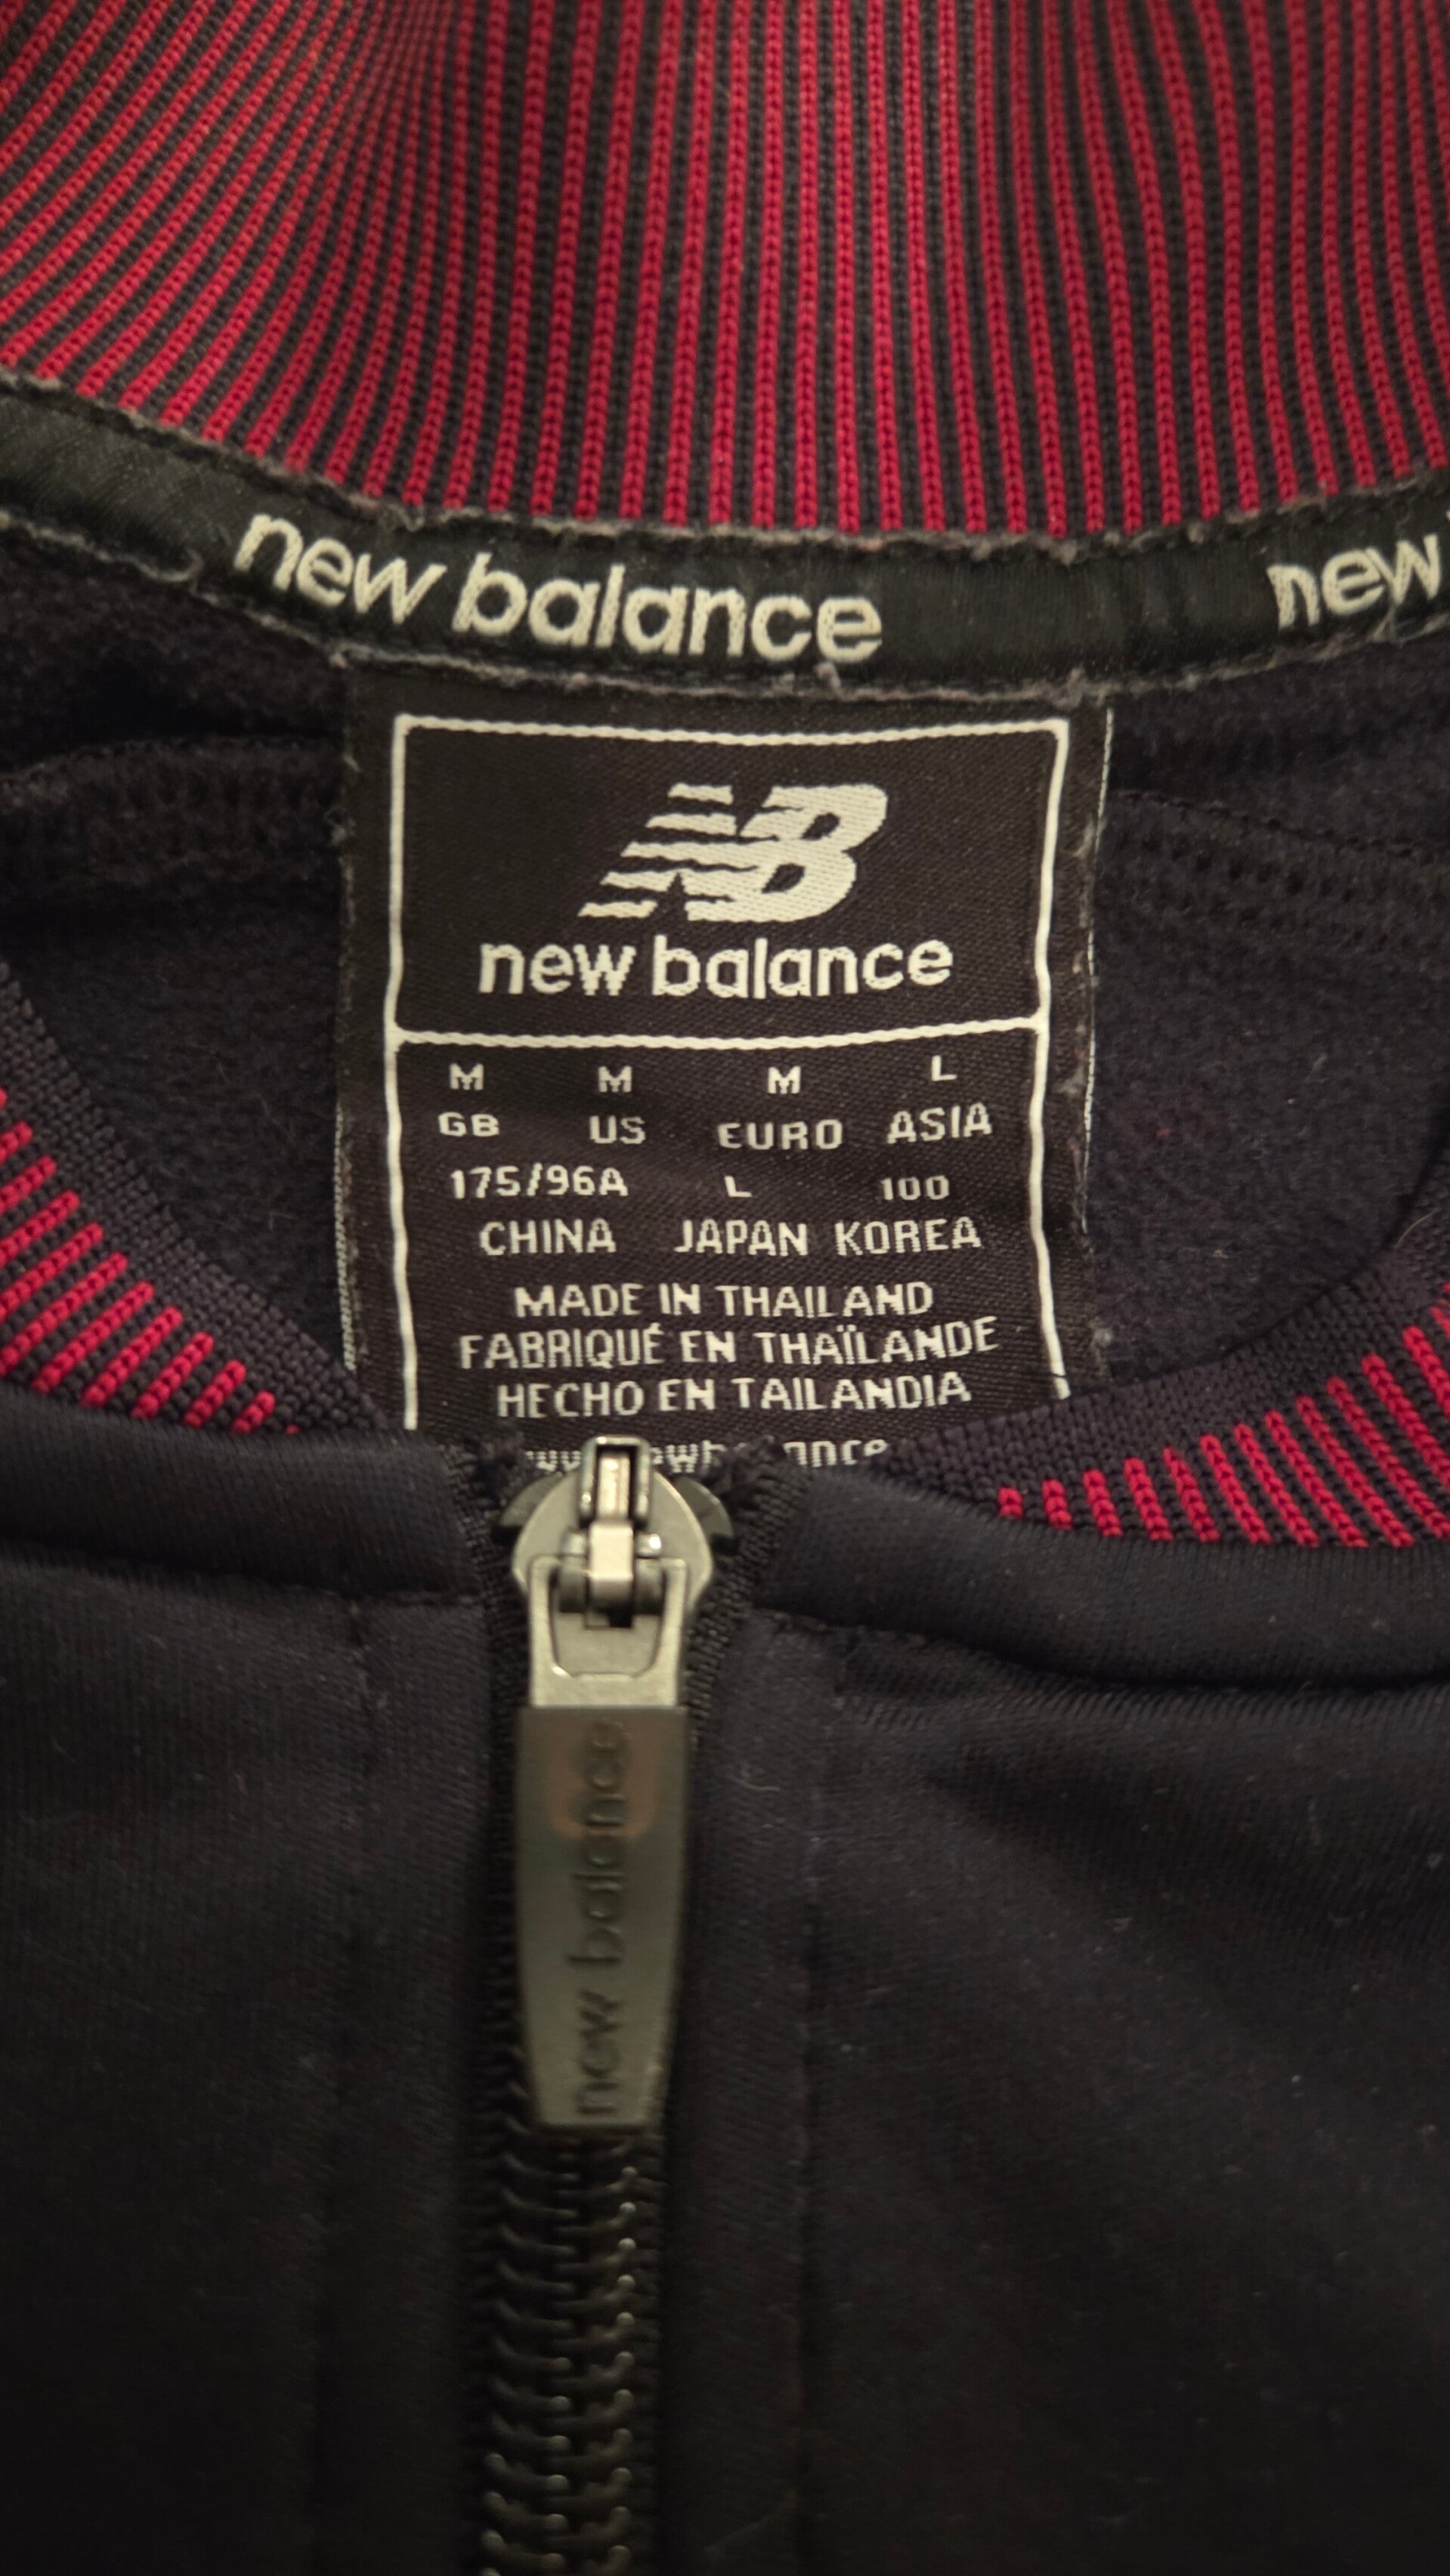 new balance new
NB
new balance
M M M L
GB US EURO ASIA
175/96A L 100
CHINA JAPAN KOREA
MADE IN THAILAND
FABRIQUÉ EN THAÏLANDE
HECHO EN TAILANDIA
new balance